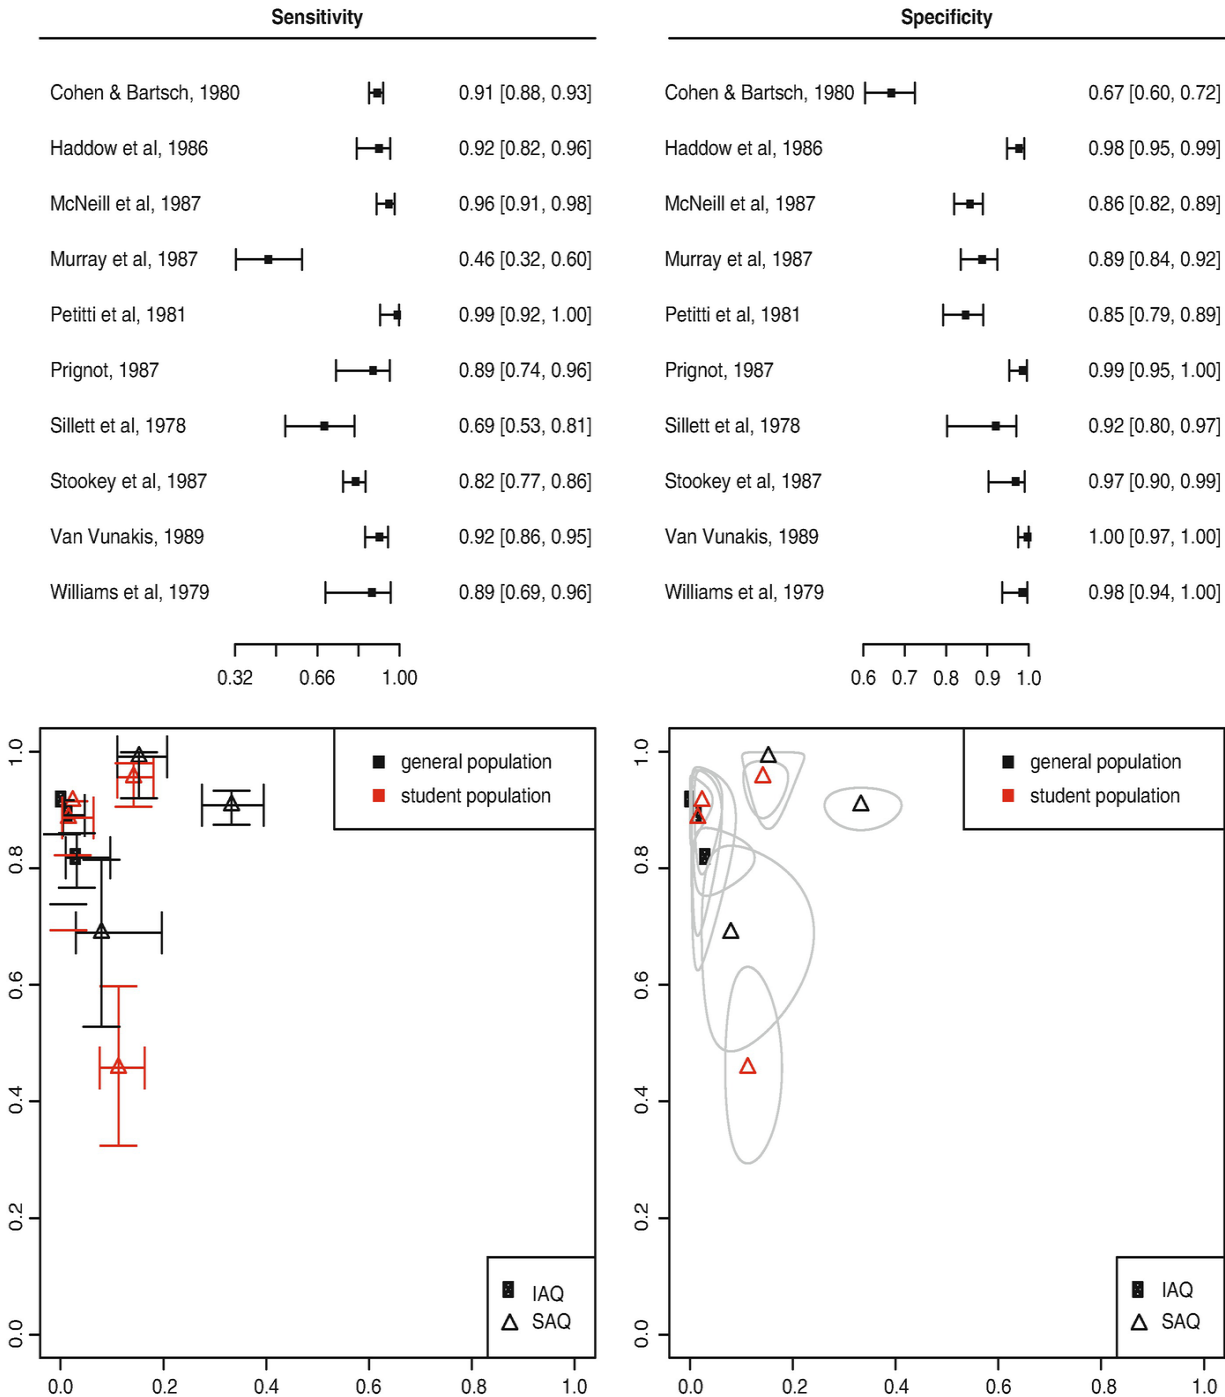 Sensitivity
Cohen & Bartsch, 1980 0.91 [0.88, 0.93]
Haddow et al, 1986 0.92 [0.82, 0.96]
McNeill et al, 1987 0.96 [0.91, 0.98]
Murray et al, 1987 0.46 [0.32, 0.60]
Petitti et al, 1981 0.99 [0.92, 1.00]
Prignot, 1987 0.89 [0.74, 0.96]
Sillett et al, 1978 0.69 [0.53, 0.81]
Stookey et al, 1987 0.82 [0.77, 0.86]
Van Vunakis, 1989 0.92 [0.86, 0.95]
Williams et al, 1979 0.89 [0.69, 0.96]
0.32 0.66 1.00
Specificity
Cohen & Bartsch, 1980 0.67 [0.60, 0.72]
Haddow et al, 1986 0.98 [0.95, 0.99]
McNeill et al, 1987 0.86 [0.82, 0.89]
Murray et al, 1987 0.89 [0.84, 0.92]
Petitti et al, 1981 0.85 [0.79, 0.89]
Prignot, 1987 0.99 [0.95, 1.00]
Sillett et al, 1978 0.92 [0.80, 0.97]
Stookey et al, 1987 0.97 [0.90, 0.99]
Van Vunakis, 1989 1.00 [0.97, 1.00]
Williams et al, 1979 0.98 [0.94, 1.00]
0.6 0.7 0.8 0.9 1.0
general population
student population
1.0
0.8
0.6
0.4
0.2
0.0
IAQ
SAQ
0.0 0.2 0.4 0.6 0.8 1.0
general population
student population
1.0
0.8
0.6
0.4
0.2
0.0
IAQ
SAQ
0.0 0.2 0.4 0.6 0.8 1.0